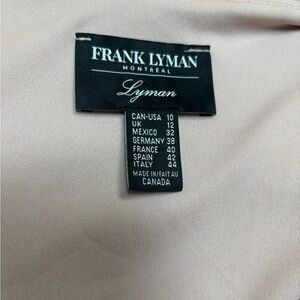 FRANK LYMAN
MONTRÉAL
Lyman
CAN-USA 10
UK 12
MEXICO 32
GERMANY 38
FRANCE 40
SPAIN 42
ITALY 44
MADE IN/FAIT AU
CANADA